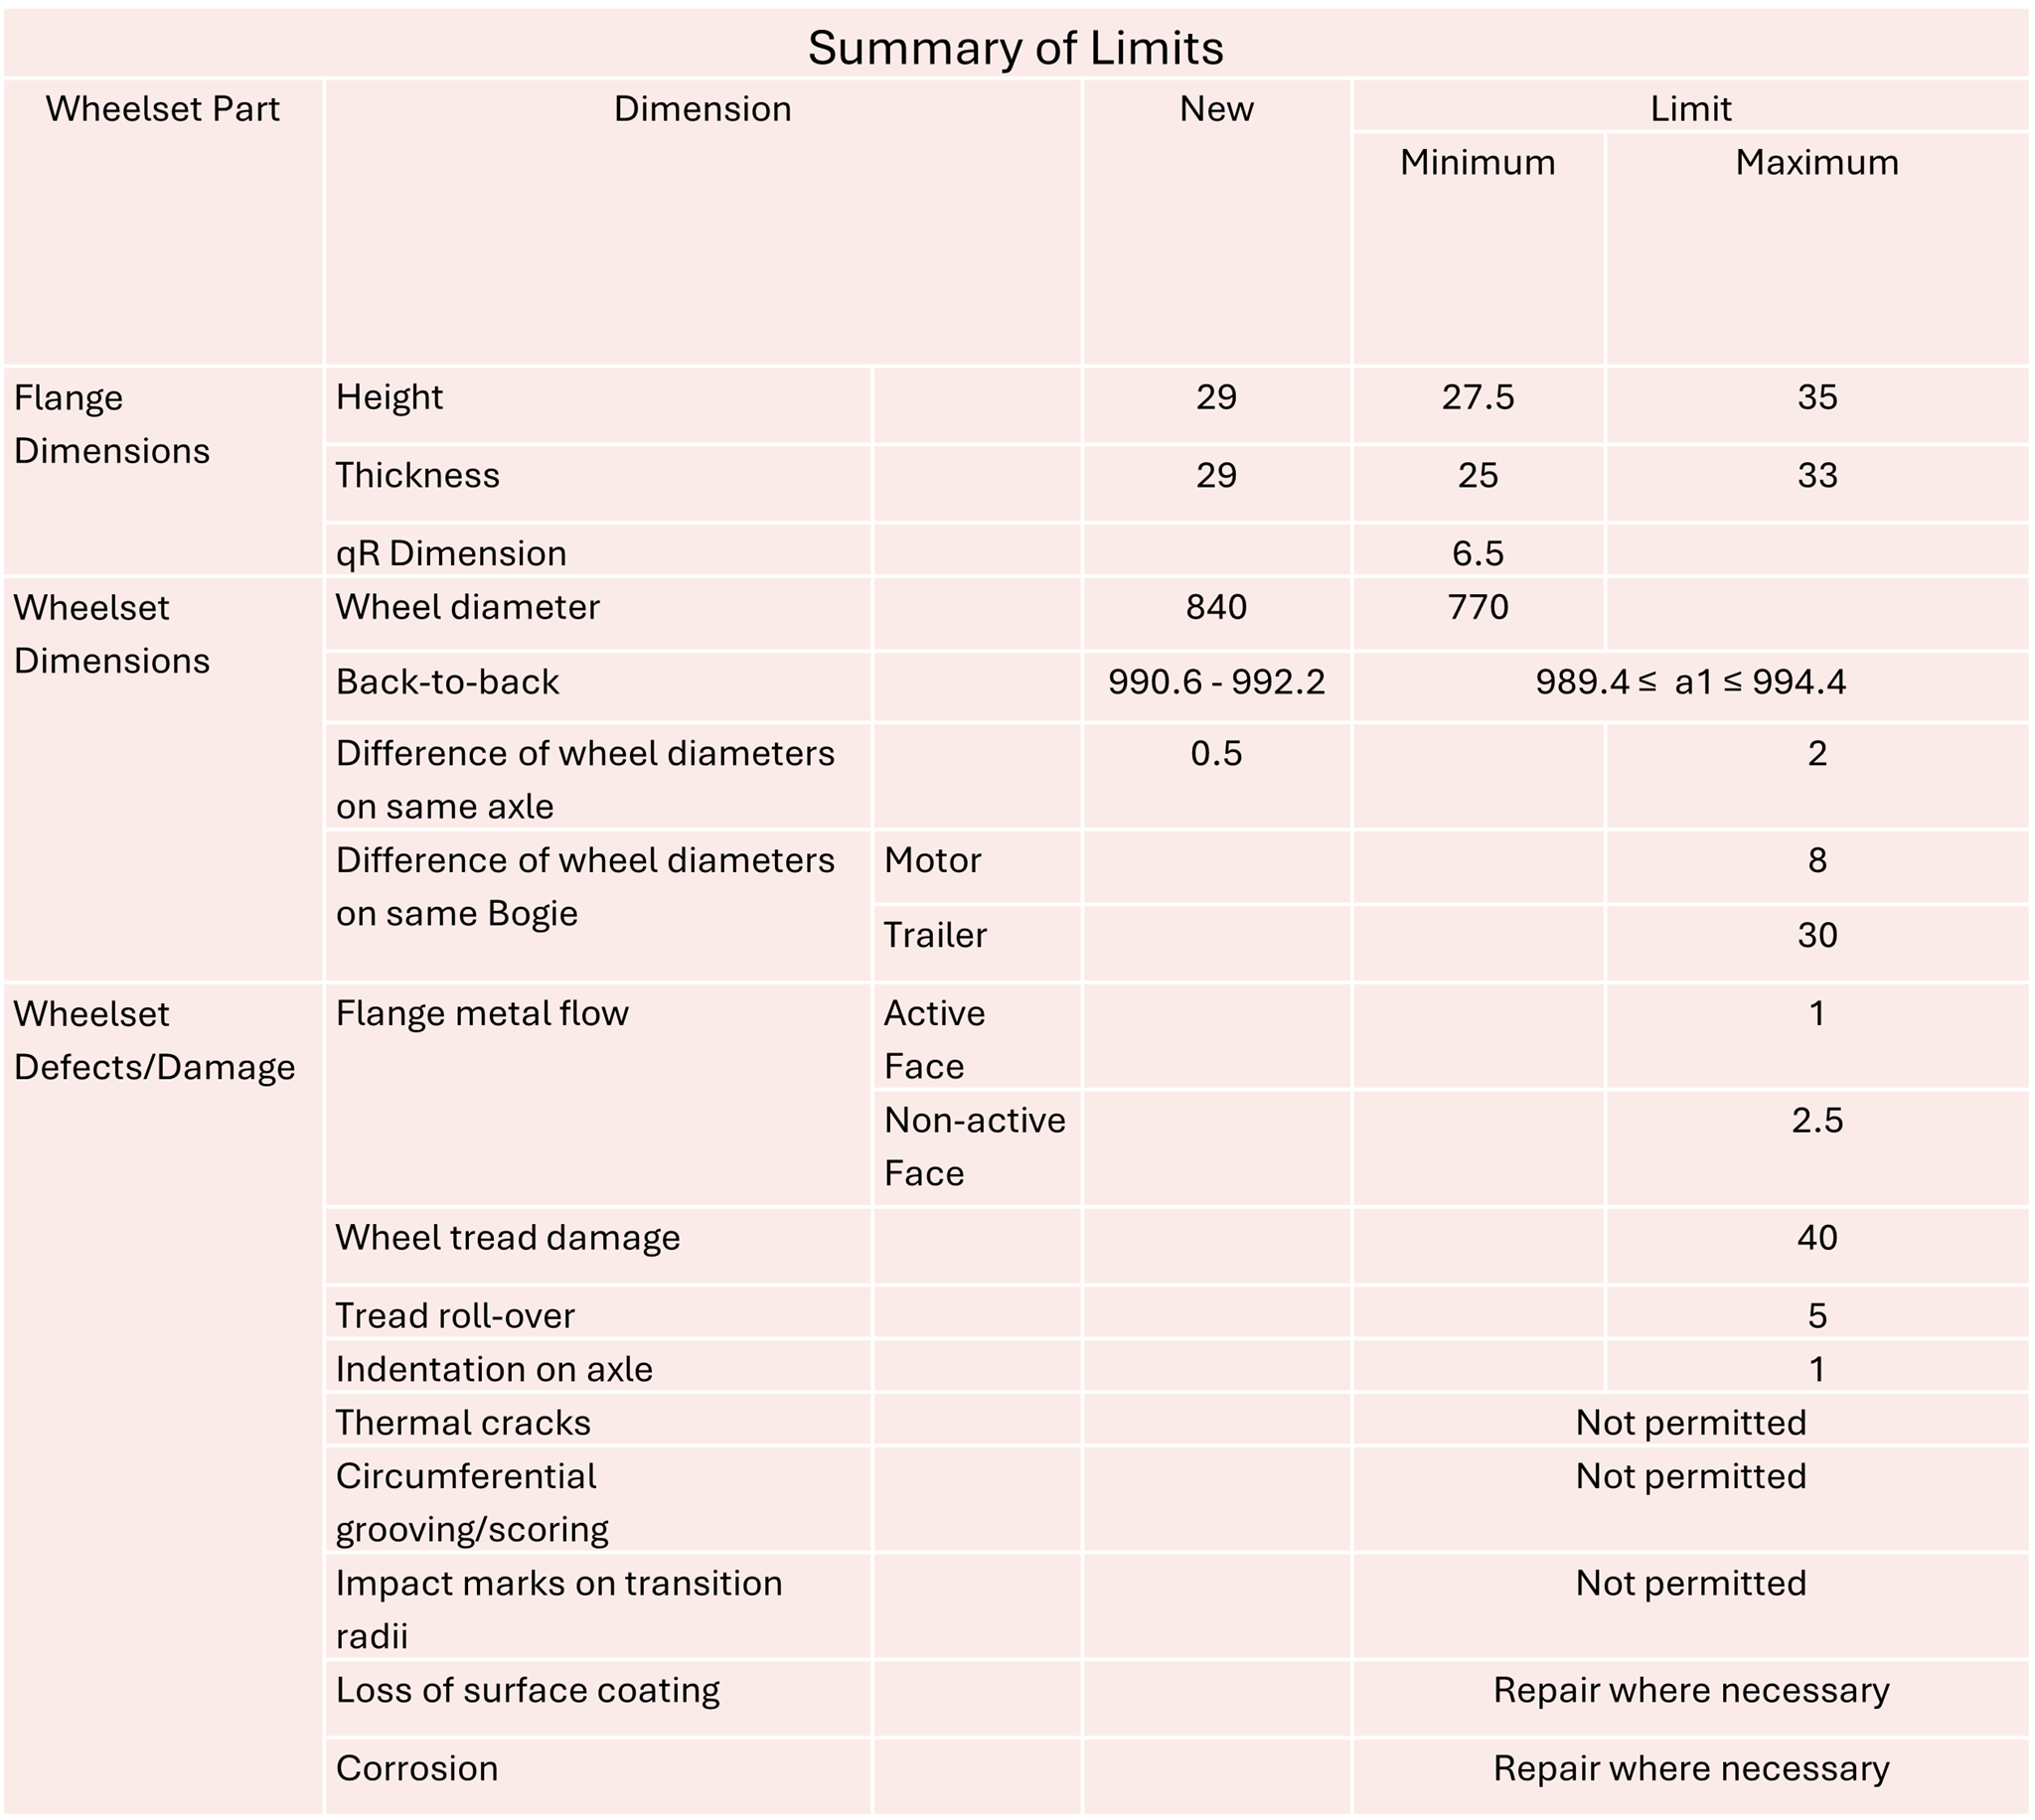 Summary of Limits
Wheelset Part
Dimension
New
Limit
Minimum
Maximum
Flange
Dimensions
Height
29
27.5
35
Thickness
29
25
33
qR Dimension
6.5
Wheelset
Dimensions
Wheel diameter
840
770
Back-to-back
990.6 - 992.2
989.4 ≤ a1 ≤ 994.4
Difference of wheel diameters
on same axle
0.5
2
Difference of wheel diameters
on same Bogie
Motor
8
Trailer
30
Wheelset
Defects/Damage
Flange metal flow
Active
Face
1
Non-active
Face
2.5
Wheel tread damage
40
Tread roll-over
5
Indentation on axle
1
Thermal cracks
Not permitted
Circumferential
grooving/scoring
Not permitted
Impact marks on transition
radii
Not permitted
Loss of surface coating
Repair where necessary
Corrosion
Repair where necessary